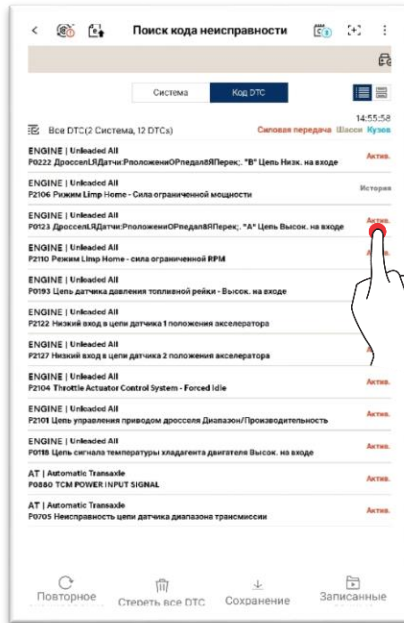 Поиск кода неисправности
Система
Код DTC
14:55:58
Все DTC(2 Система, 12 DTCs)
Силовая передача Шасси Кузов
ENGINE | Unleaded All
P0222 ДросселLЯДатчи:РположениОРпедал8ЯПерек;. "B" Цепь Низк. на входе
Актив.
ENGINE | Unleaded All
P2106 Режим Limp Home - Сила ограниченной мощности
История
ENGINE | Unleaded All
P0123 ДросселLЯДатчи:РположениОРпедал8ЯПерек;. "A" Цепь Высок. на входе
Актив.
ENGINE | Unleaded All
P2110 Режим Limp Home - сила ограниченной RPM
ENGINE | Unleaded All
P0193 Цепь датчика давления топливной рейки - Высок. на входе
ENGINE | Unleaded All
P2122 Низкий вход в цепи датчика 1 положения акселератора
ENGINE | Unleaded All
P2127 Низкий вход в цепи датчика 2 положения акселератора
ENGINE | Unleaded All
P2104 Throttle Actuator Control System - Forced Idle
Актив.
ENGINE | Unleaded All
P2101 Цепь управления приводом дросселя Диапазон/Производительность
Актив.
ENGINE | Unleaded All
P0118 Цепь сигнала температуры хладагента двигателя Высок. на входе
Актив.
AT | Automatic Transaxle
P0880 TCM POWER INPUT SIGNAL
Актив.
AT | Automatic Transaxle
P0705 Неисправность цепи датчика диапазона трансмиссии
Актив.
Повторное
Стереть все DTC
Сохранение
Записанные